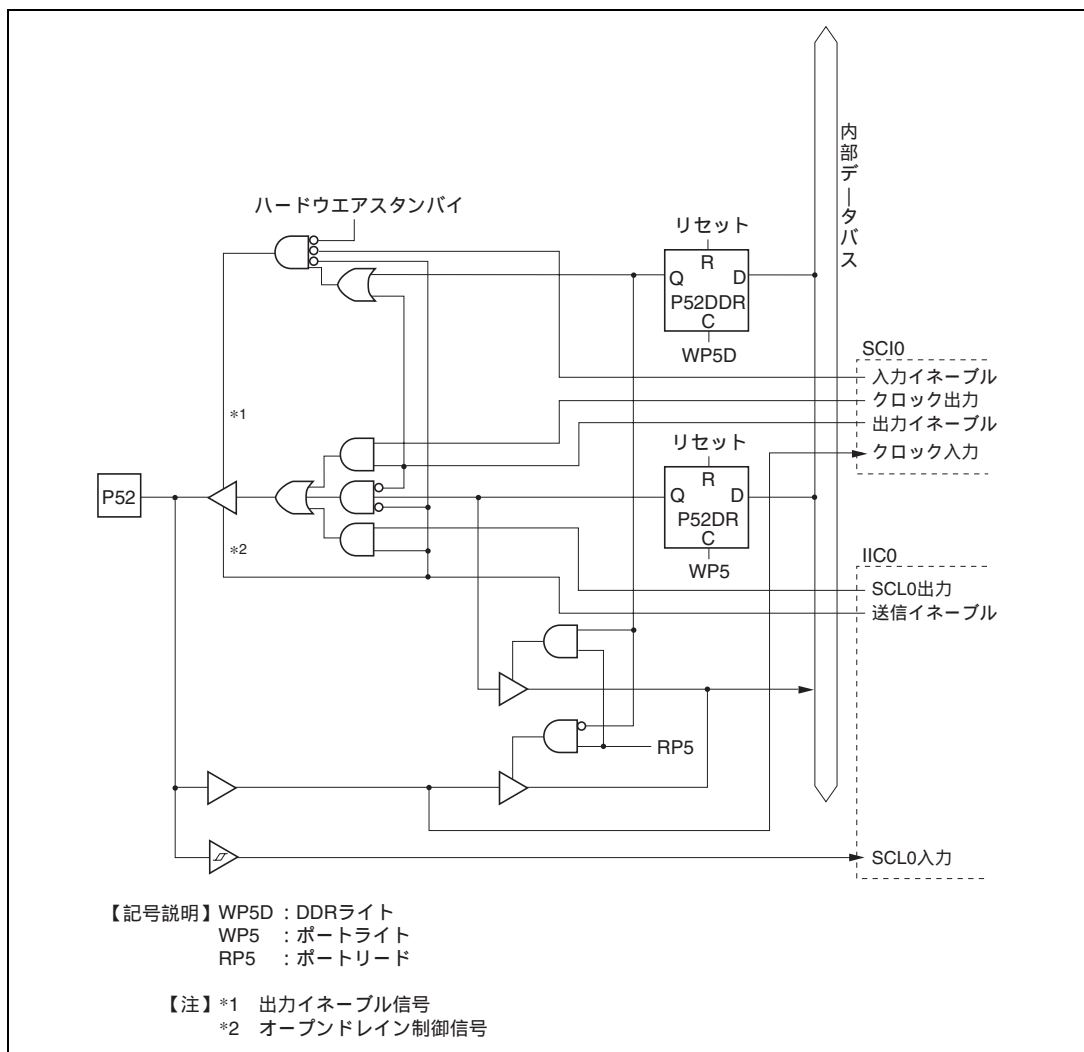 ハードウエアスタンバイ
内部データバス
リセット
R
Q
D
P52DDR
C
WP5D
SCI0
入力イネーブル
クロック出力
出力イネーブル
クロック入力
*1
リセット
R
Q
D
P52DR
C
WP5
P52
*2
IIC0
SCL0出力
送信イネーブル
RP5
SCL0入力
【記号説明】 WP5D : DDRライト
WP5 : ポートライト
RP5 : ポートリード
【注】 *1 出力イネーブル信号
*2 オープンドレイン制御信号